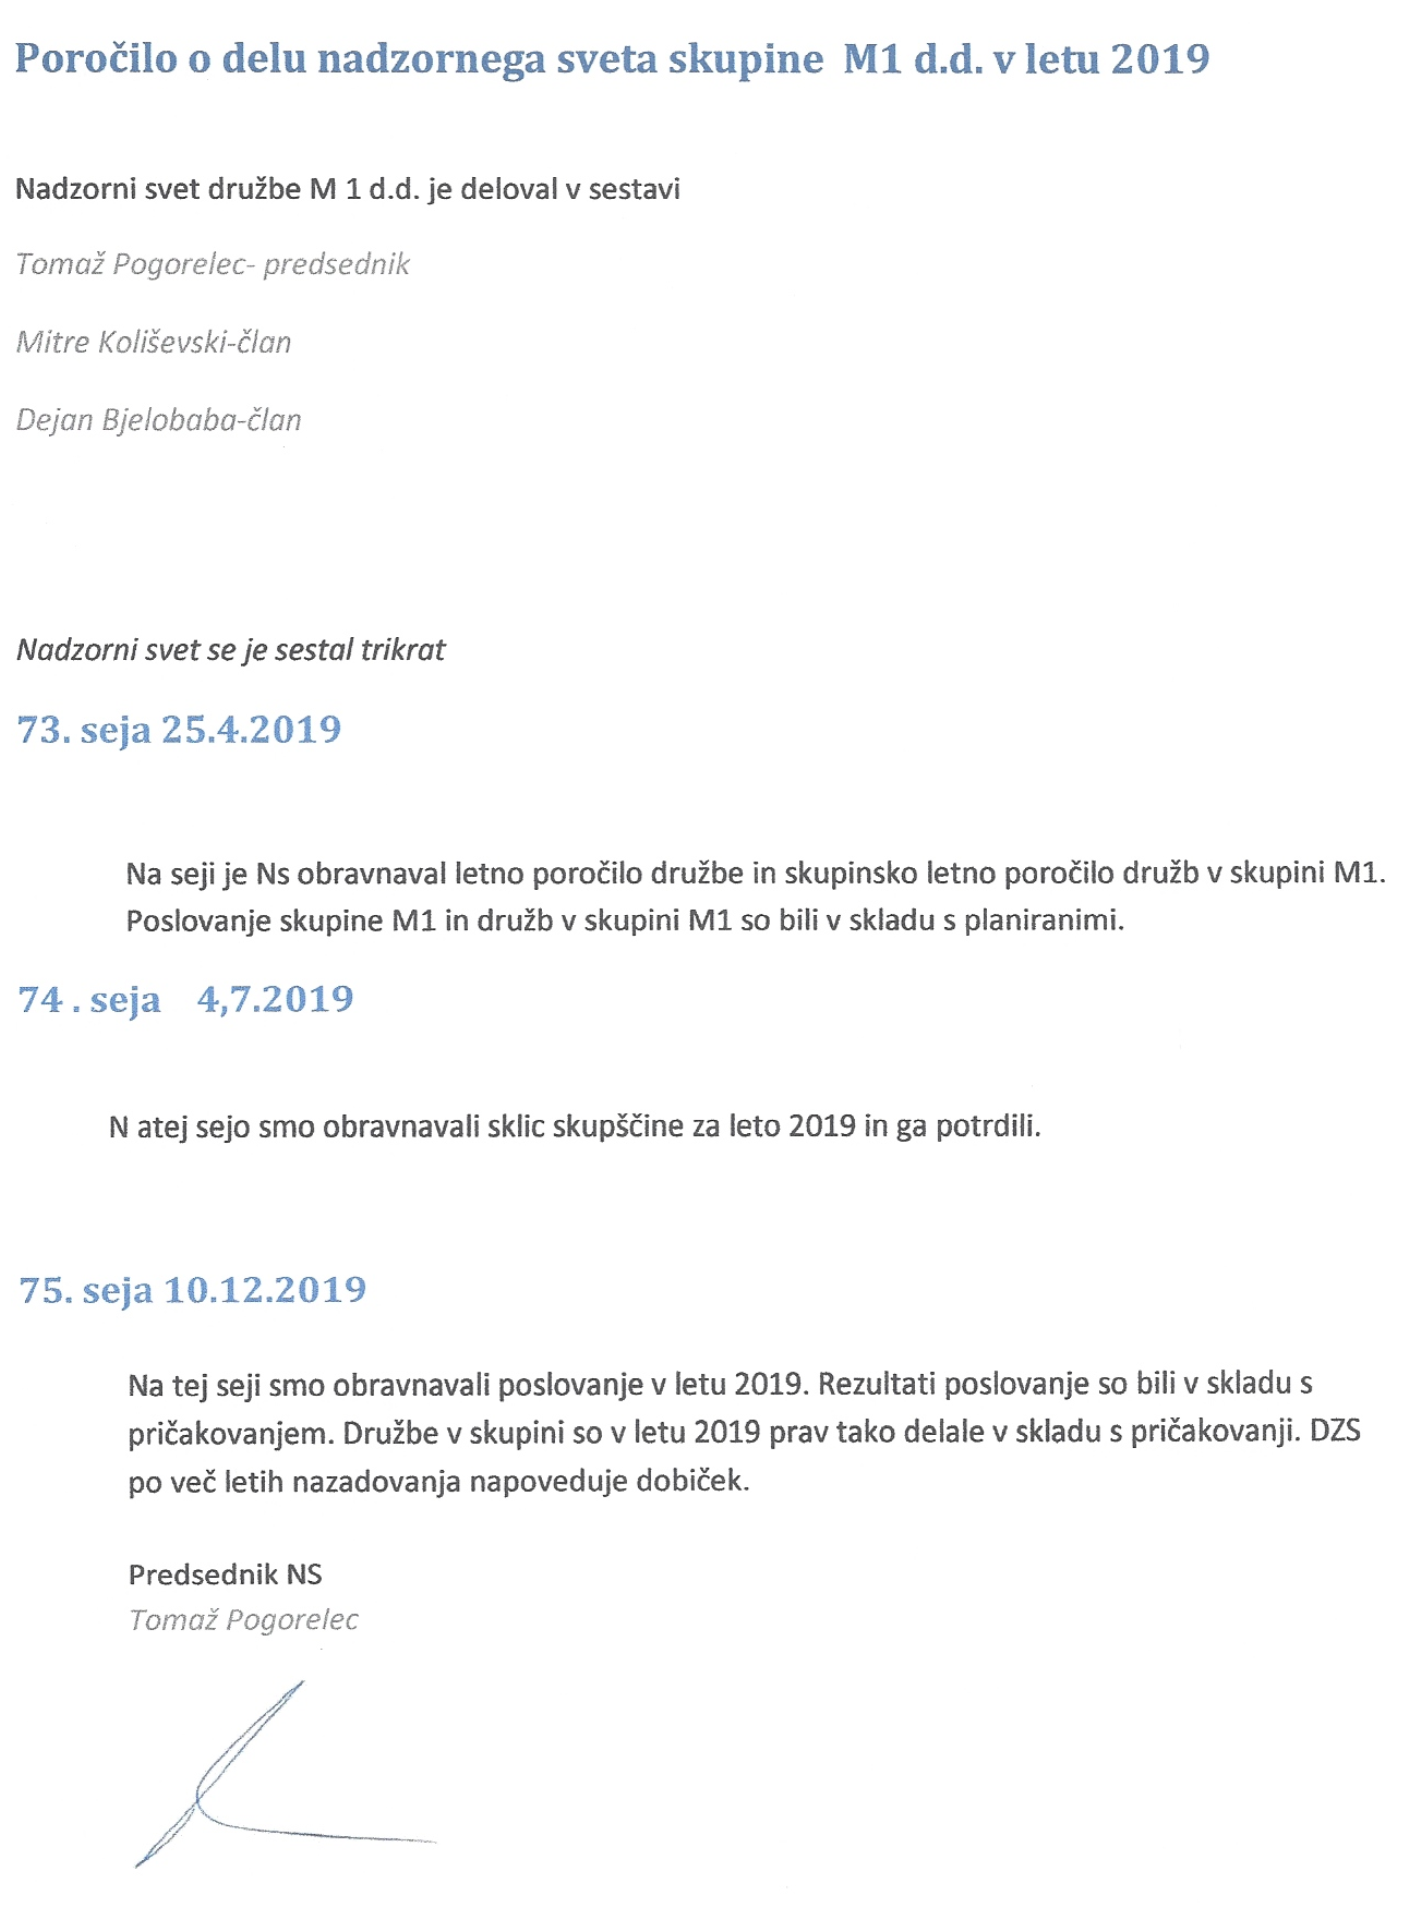 Poročilo o delu nadzornega sveta skupine M1 d.d. v letu 2019
Nadzorni svet družbe M 1 d.d. je deloval v sestavi
Tomaž Pogorelec- predsednik
Mitre Koliševski-član
Dejan Bjelobaba-član
Nadzorni svet se je sestal trikrat
73. seja 25.4.2019
Na seji je Ns obravnaval letno poročilo družbe in skupinsko letno poročilo družb v skupini M1.
Poslovanje skupine M1 in družb v skupini M1 so bili v skladu s planiranimi.
74 . seja 4,7.2019
N atej sejo smo obravnavali sklic skupščine za leto 2019 in ga potrdili.
75. seja 10.12.2019
Na tej seji smo obravnavali poslovanje v letu 2019. Rezultati poslovanje so bili v skladu s
pričakovanjem. Družbe v skupini so v letu 2019 prav tako delale v skladu s pričakovanji. DZS
po več letih nazadovanja napoveduje dobiček.
Predsednik NS
Tomaž Pogorelec